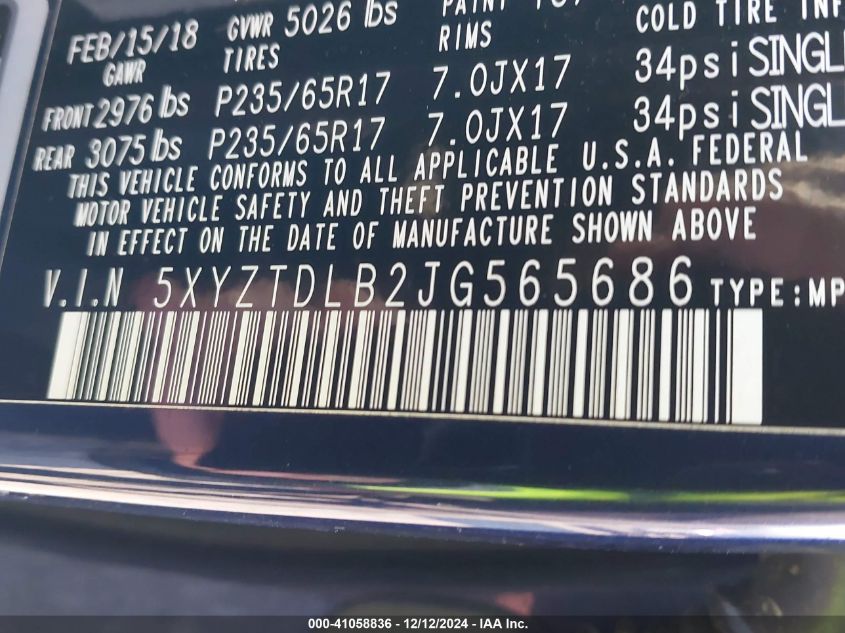 FEB/15/18 GVWR 5026 lbs
GAWR TIRES RIMS COLD TIRE INF
FRONT 2976 lbs P235/65R17 7.0JX17 34psi SINGL
REAR 3075 lbs P235/65R17 7.0JX17 34psi SINGL
THIS VEHICLE CONFORMS TO ALL APPLICABLE U.S.A. FEDERAL
MOTOR VEHICLE SAFETY AND THEFT PREVENTION STANDARDS
IN EFFECT ON THE DATE OF MANUFACTURE SHOWN ABOVE
V.I.N 5XYZTDLB2JG565686 TYPE:MP
000-41058836 - 12/12/2024 - IAA Inc.